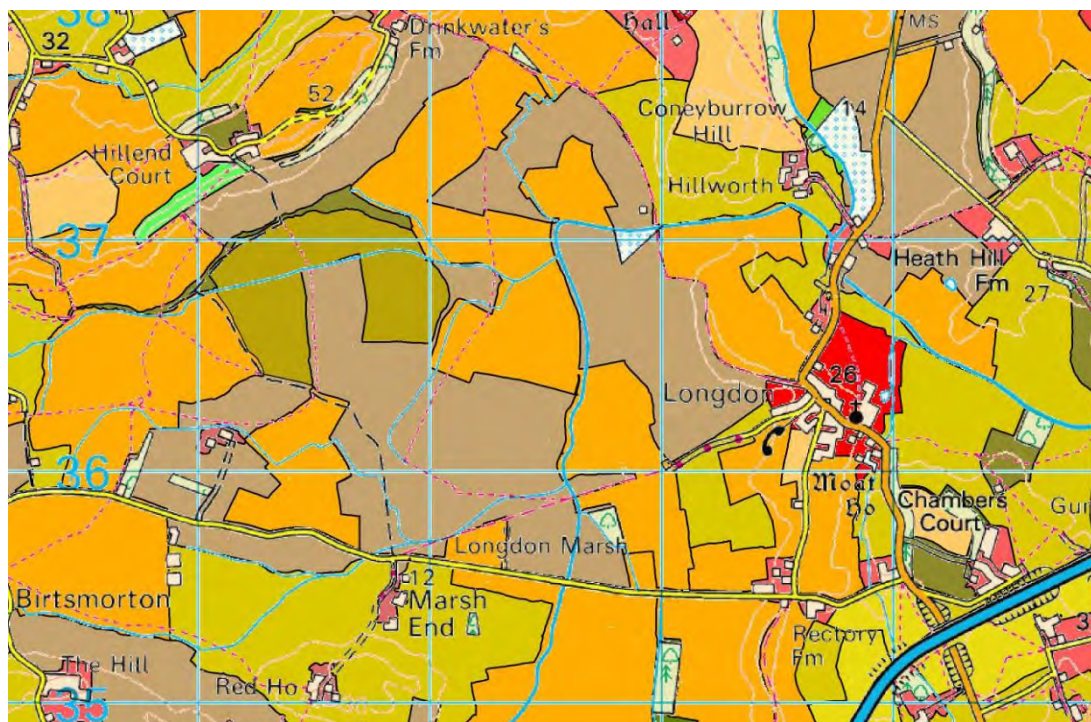 38
32
Drinkwater's
Fm
Hall
MS
52
Coneyburrow
Hill
14
Hillend
Court
Hillworth
37
Heath Hill
Fm
27
Longdon
26
36
Moat
Ho
Chambers
Court
Longdon Marsh
12
Marsh
End
Birtsmorton
Rectory
Fm
The Hill
Red Ho
35